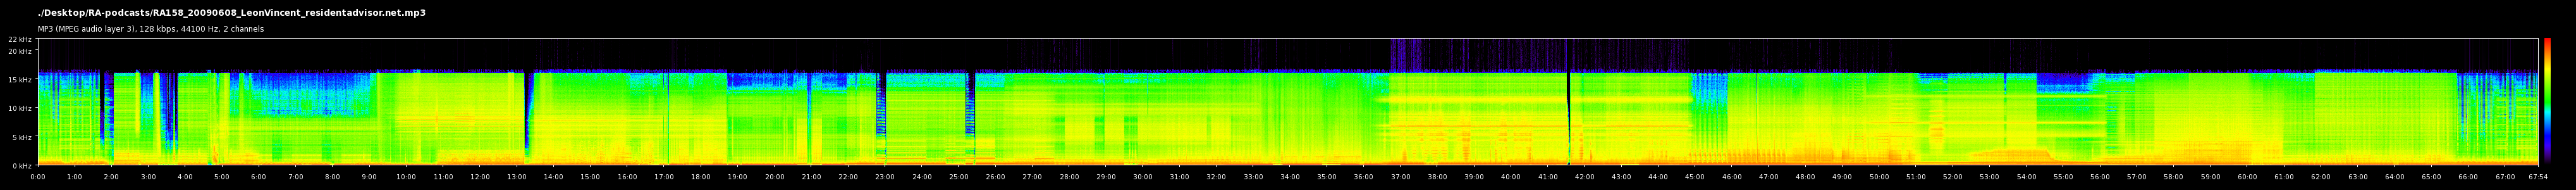 ./Desktop/RA-podcasts/RA158_20090608_LeonVincent_residentadvisor.net.mp3
MP3 (MPEG audio layer 3), 128 kbps, 44100 Hz, 2 channels
22 kHz
20 kHz
15 kHz
10 kHz
5 kHz
0 kHz
0:00 1:00 2:00 3:00 4:00 5:00 6:00 7:00 8:00 9:00 10:00 11:00 12:00 13:00 14:00 15:00 16:00 17:00 18:00 19:00 20:00 21:00 22:00 23:00 24:00 25:00 26:00 27:00 28:00 29:00 30:00 31:00 32:00 33:00 34:00 35:00 36:00 37:00 38:00 39:00 40:00 41:00 42:00 43:00 44:00 45:00 46:00 47:00 48:00 49:00 50:00 51:00 52:00 53:00 54:00 55:00 56:00 57:00 58:00 59:00 60:00 61:00 62:00 63:00 64:00 65:00 66:00 67:00 67:54